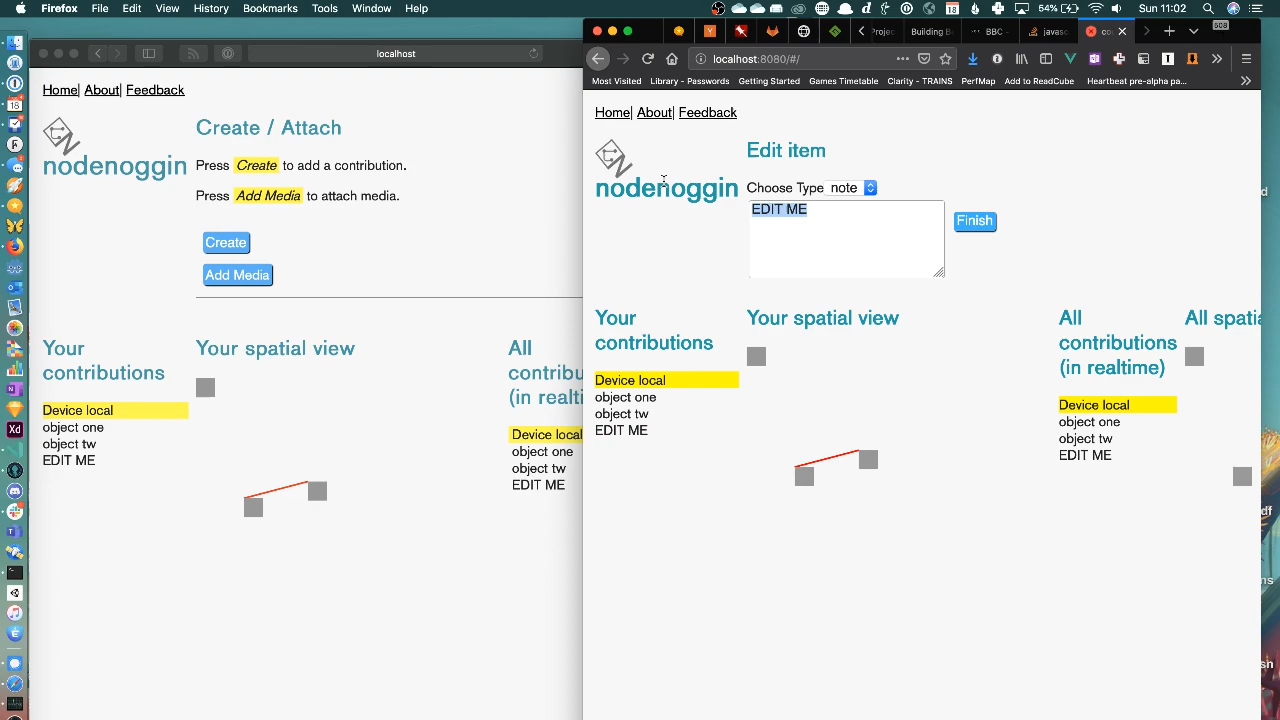 Firefox File Edit View History Bookmarks Tools Window Help
54% Sun 11:02
18
localhost
Home| About| Feedback
nodenoggin
Create / Attach
Press Create to add a contribution.
Press Add Media to attach media.
Create
Add Media
Your
contributions
Device local
object one
object tw
EDIT ME
Your spatial view
All
contribu
(in realti
Device local
object one
object tw
EDIT ME
Projec
Building B
BBC -
javasc
508
localhost:8080/#/
Most Visited Library - Passwords Getting Started Games Timetable Clarity - TRAINS PerfMap Add to ReadCube Heartbeat pre-alpha pa...
Home| About| Feedback
nodenoggin
Edit item
Choose Type note
EDIT ME
Finish
Your
contributions
Device local
object one
object tw
EDIT ME
Your spatial view
All
contributions
(in realtime)
Device local
object one
object tw
EDIT ME
All spatia